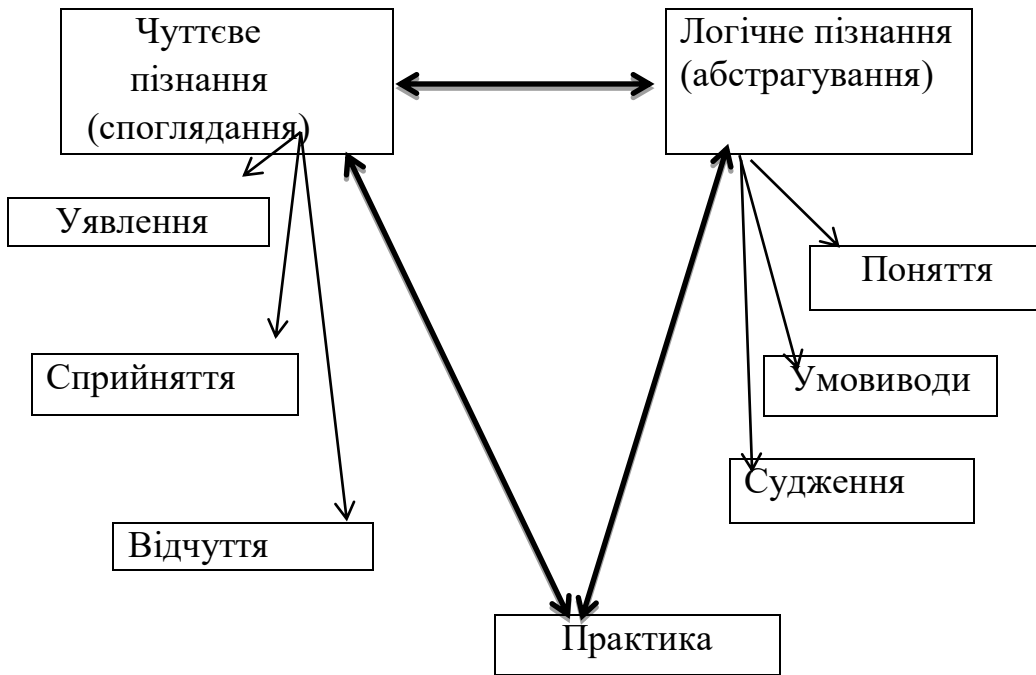 Чуттєве
пізнання
(споглядання)
Логічне пізнання
(абстрагування)
Уявлення
Поняття
Сприйняття
Умовиводи
Судження
Відчуття
Практика